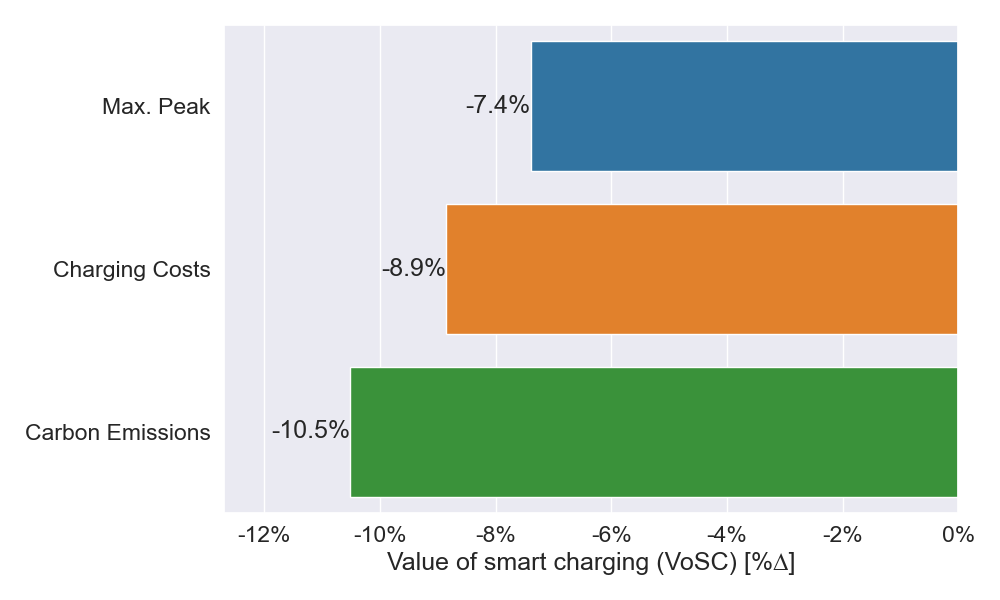 Max. Peak
-7.4%
Charging Costs
-8.9%
Carbon Emissions
-10.5%
-12% -10% -8% -6% -4% -2% 0%
Value of smart charging (VoSC) [%Δ]